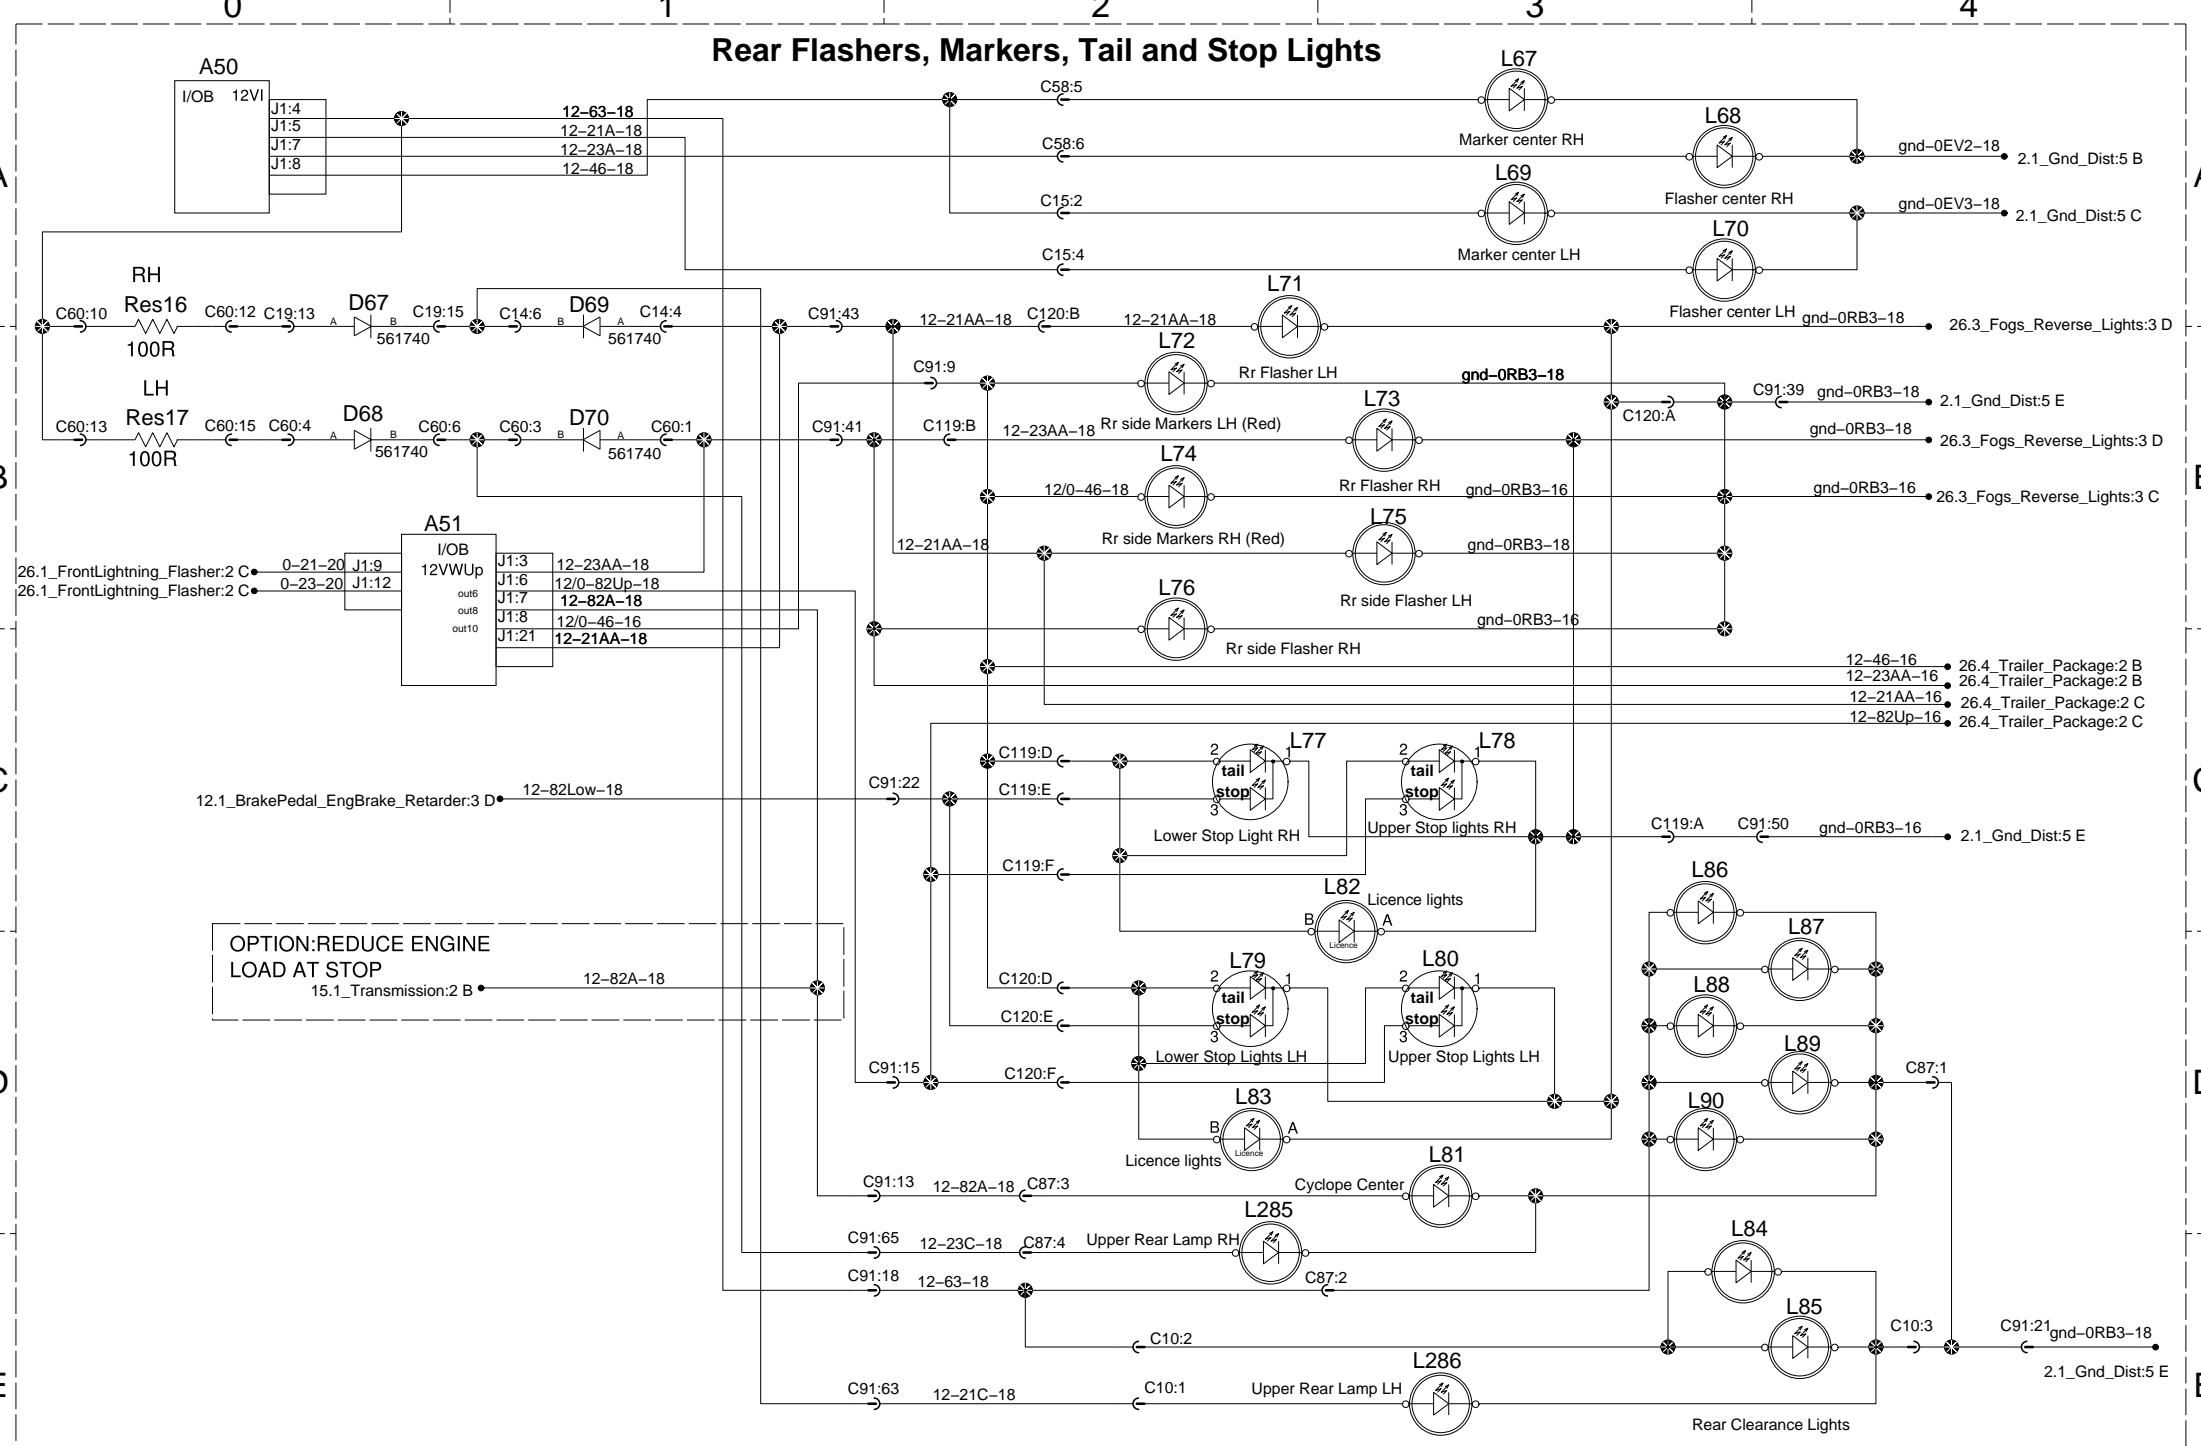 0 1 2 3 4
Rear Flashers, Markers, Tail and Stop Lights
A50
I/OB 12VI
J1:4
J1:5
J1:7
J1:8
12-63-18
12-21A-18
12-23A-18
12-46-18
C58:5
L67
Marker center RH
C58:6
L68
Flasher center RH
gnd-0EV2-18
2.1_Gnd_Dist:5 B
A
C15:2
L69
Marker center LH
gnd-0EV3-18
2.1_Gnd_Dist:5 C
C15:4
L70
Flasher center LH
RH
C60:10
Res16
100R
C60:12
C19:13
A
D67
B
561740
C19:15
C14:6
B
D69
A
561740
C14:4
C91:43
12-21AA-18
C120:B
12-21AA-18
L71
Rr Flasher LH
gnd-0RB3-18
26.3_Fogs_Reverse_Lights:3 D
C91:9
L72
Rr side Markers LH (Red)
gnd-0RB3-18
C120:A
C91:39
gnd-0RB3-18
2.1_Gnd_Dist:5 E
LH
C60:13
Res17
100R
C60:15
C60:4
A
D68
B
561740
C60:6
C60:3
B
D70
A
561740
C60:1
C91:41
C119:B
12-23AA-18
L73
Rr Flasher RH
gnd-0RB3-18
26.3_Fogs_Reverse_Lights:3 D
B
12/0-46-18
L74
Rr side Markers RH (Red)
gnd-0RB3-16
gnd-0RB3-16
26.3_Fogs_Reverse_Lights:3 C
12-21AA-18
L75
Rr side Flasher LH
gnd-0RB3-18
A51
I/OB
12VWUp
out6
out8
out10
26.1_FrontLightning_Flasher:2 C
0-21-20
J1:9
26.1_FrontLightning_Flasher:2 C
0-23-20
J1:12
J1:3
12-23AA-18
J1:6
12/0-82Up-18
J1:7
12-82A-18
J1:8
12/0-46-16
J1:21
12-21AA-18
L76
Rr side Flasher RH
gnd-0RB3-16
12-46-16
26.4_Trailer_Package:2 B
12-23AA-16
26.4_Trailer_Package:2 B
12-21AA-16
26.4_Trailer_Package:2 C
12-82Up-16
26.4_Trailer_Package:2 C
C
C119:D
2 L77 1
tail
stop
3
Lower Stop Light RH
2 L78 1
tail
stop
3
Upper Stop lights RH
12.1_BrakePedal_EngBrake_Retarder:3 D
12-82Low-18
C91:22
C119:E
C119:A
C91:50
gnd-0RB3-16
2.1_Gnd_Dist:5 E
C119:F
L82
Licence lights
B
A
Licence
L86
L87
L88
L89
L90
C87:1
OPTION:REDUCE ENGINE
LOAD AT STOP
15.1_Transmission:2 B
12-82A-18
C120:D
2 L79 1
tail
stop
3
Lower Stop Lights LH
2 L80 1
tail
stop
3
Upper Stop Lights LH
C120:E
C91:15
C120:F
D
L83
B
A
Licence
Licence lights
C91:13
12-82A-18
C87:3
Cyclope Center
L81
C91:65
12-23C-18
C87:4
Upper Rear Lamp RH
L285
C91:18
12-63-18
C87:2
L84
C10:2
L85
C10:3
C91:21
gnd-0RB3-18
2.1_Gnd_Dist:5 E
E
C91:63
12-21C-18
C10:1
Upper Rear Lamp LH
L286
Rear Clearance Lights